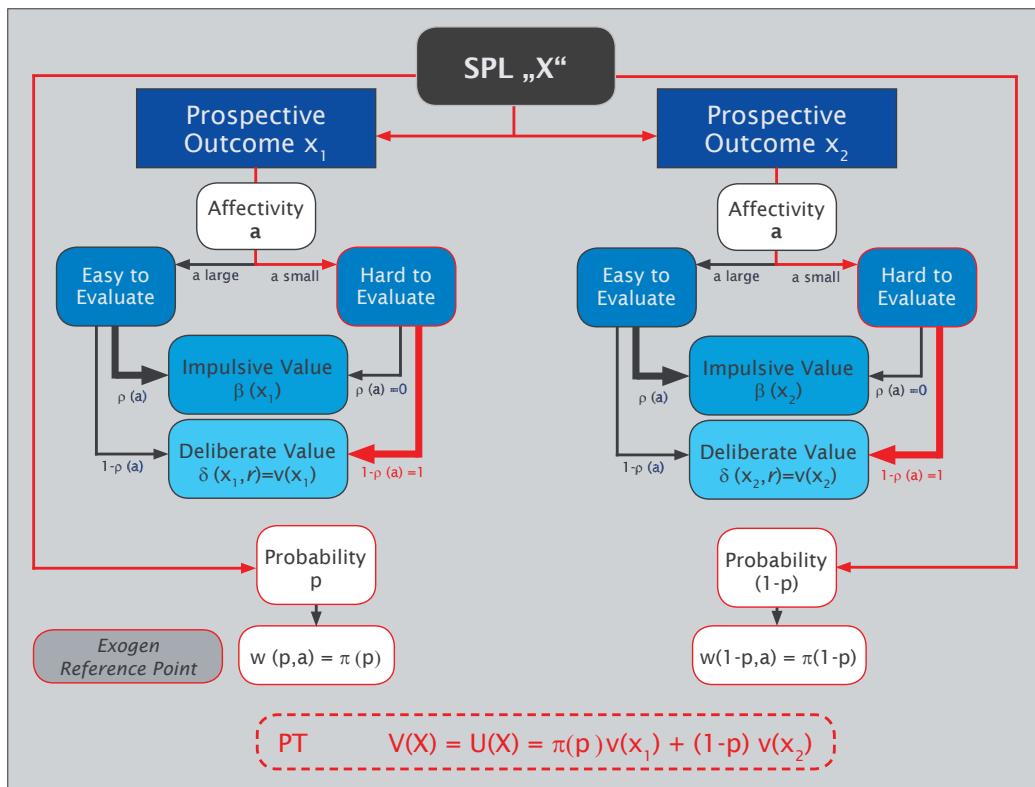 SPL „X“
Prospective
Outcome x₁
Prospective
Outcome x₂
Affectivity
a
Affectivity
a
Easy to
Evaluate
a large
a small
Hard to
Evaluate
Easy to
Evaluate
a large
a small
Hard to
Evaluate
Impulsive Value
β (x₁)
ρ (a)
ρ (a) =0
Impulsive Value
β (x₂)
ρ (a)
ρ (a) =0
Deliberate Value
δ (x₁,r)=v(x₁)
1-ρ (a)
1-ρ (a) =1
Deliberate Value
δ (x₂,r)=v(x₂)
1-ρ (a)
1-ρ (a) =1
Probability
p
Probability
(1-p)
Exogen
Reference Point
w (p,a) = π (p)
w(1-p,a) = π(1-p)
PT V(X) = U(X) = π(p) v(x₁) + (1-p) v(x₂)